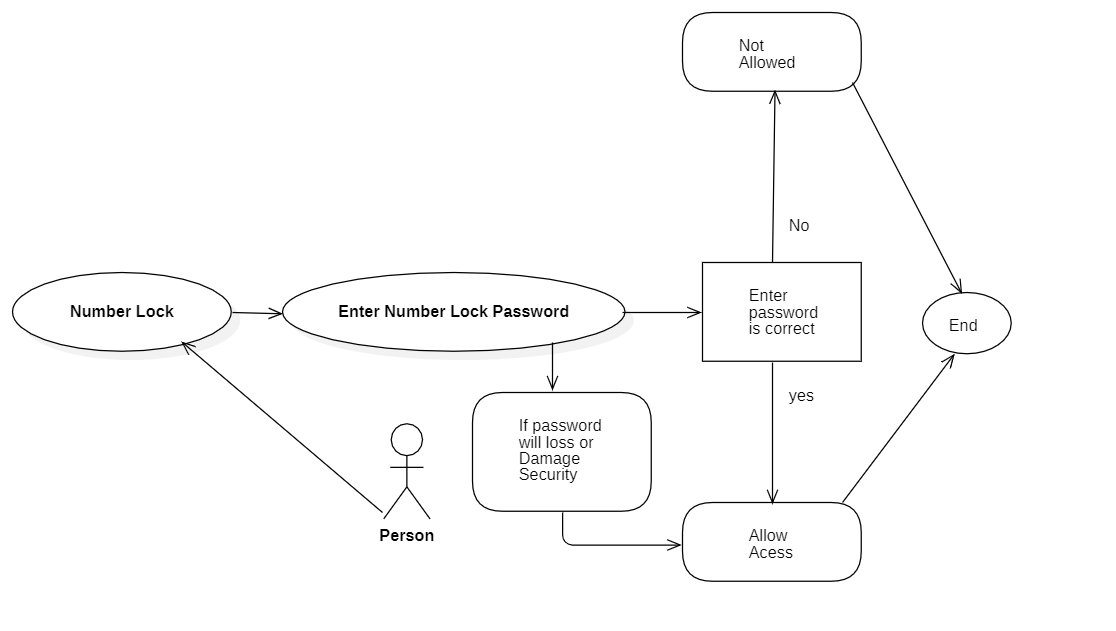 Not
Allowed
No
Number Lock
Enter Number Lock Password
Enter
password
is correct
End
yes
If password
will loss or
Damage
Security
Person
Allow
Acess